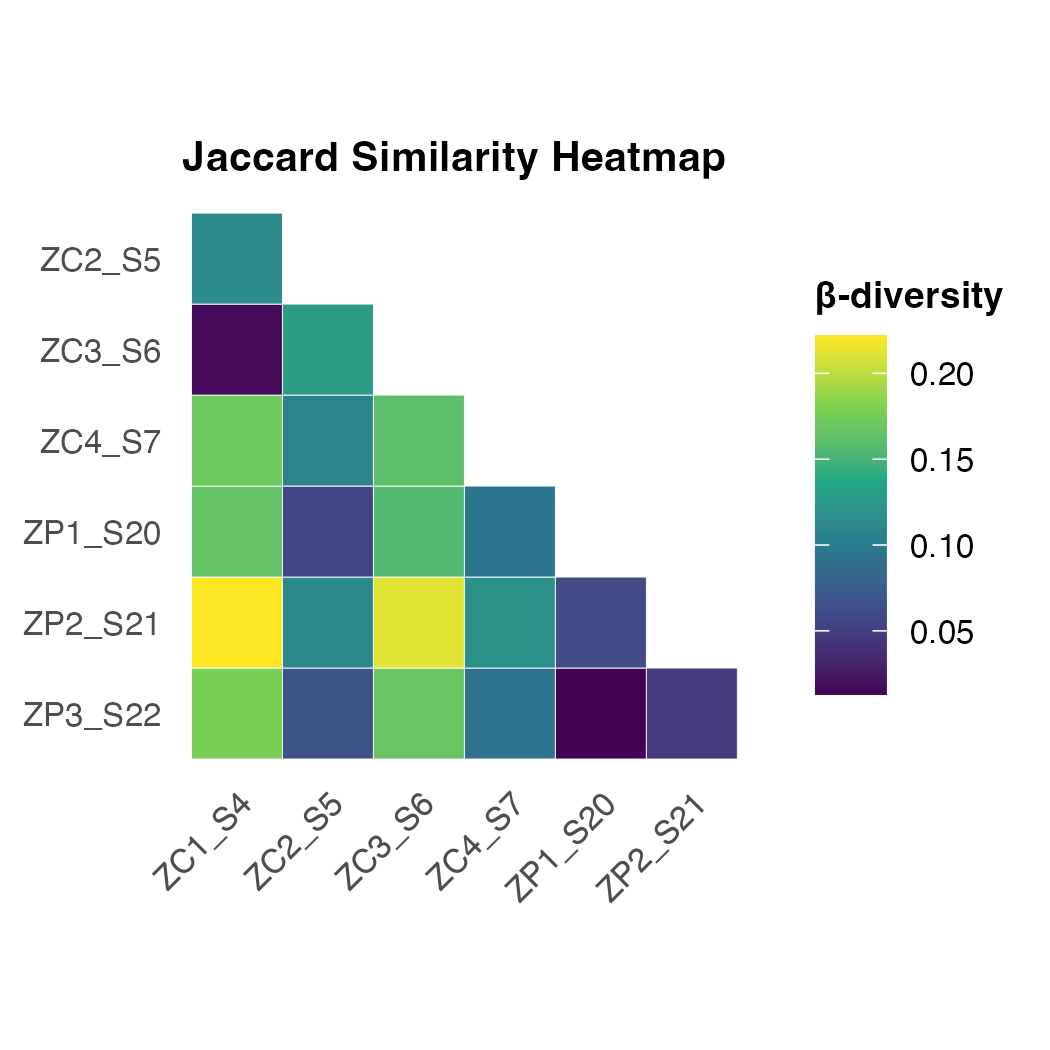 Jaccard Similarity Heatmap
ZC2_S5
ZC3_S6
ZC4_S7
ZP1_S20
ZP2_S21
ZP3_S22
ZC1_S4
ZC2_S5
ZC3_S6
ZC4_S7
ZP1_S20
ZP2_S21
β-diversity
0.20
0.15
0.10
0.05